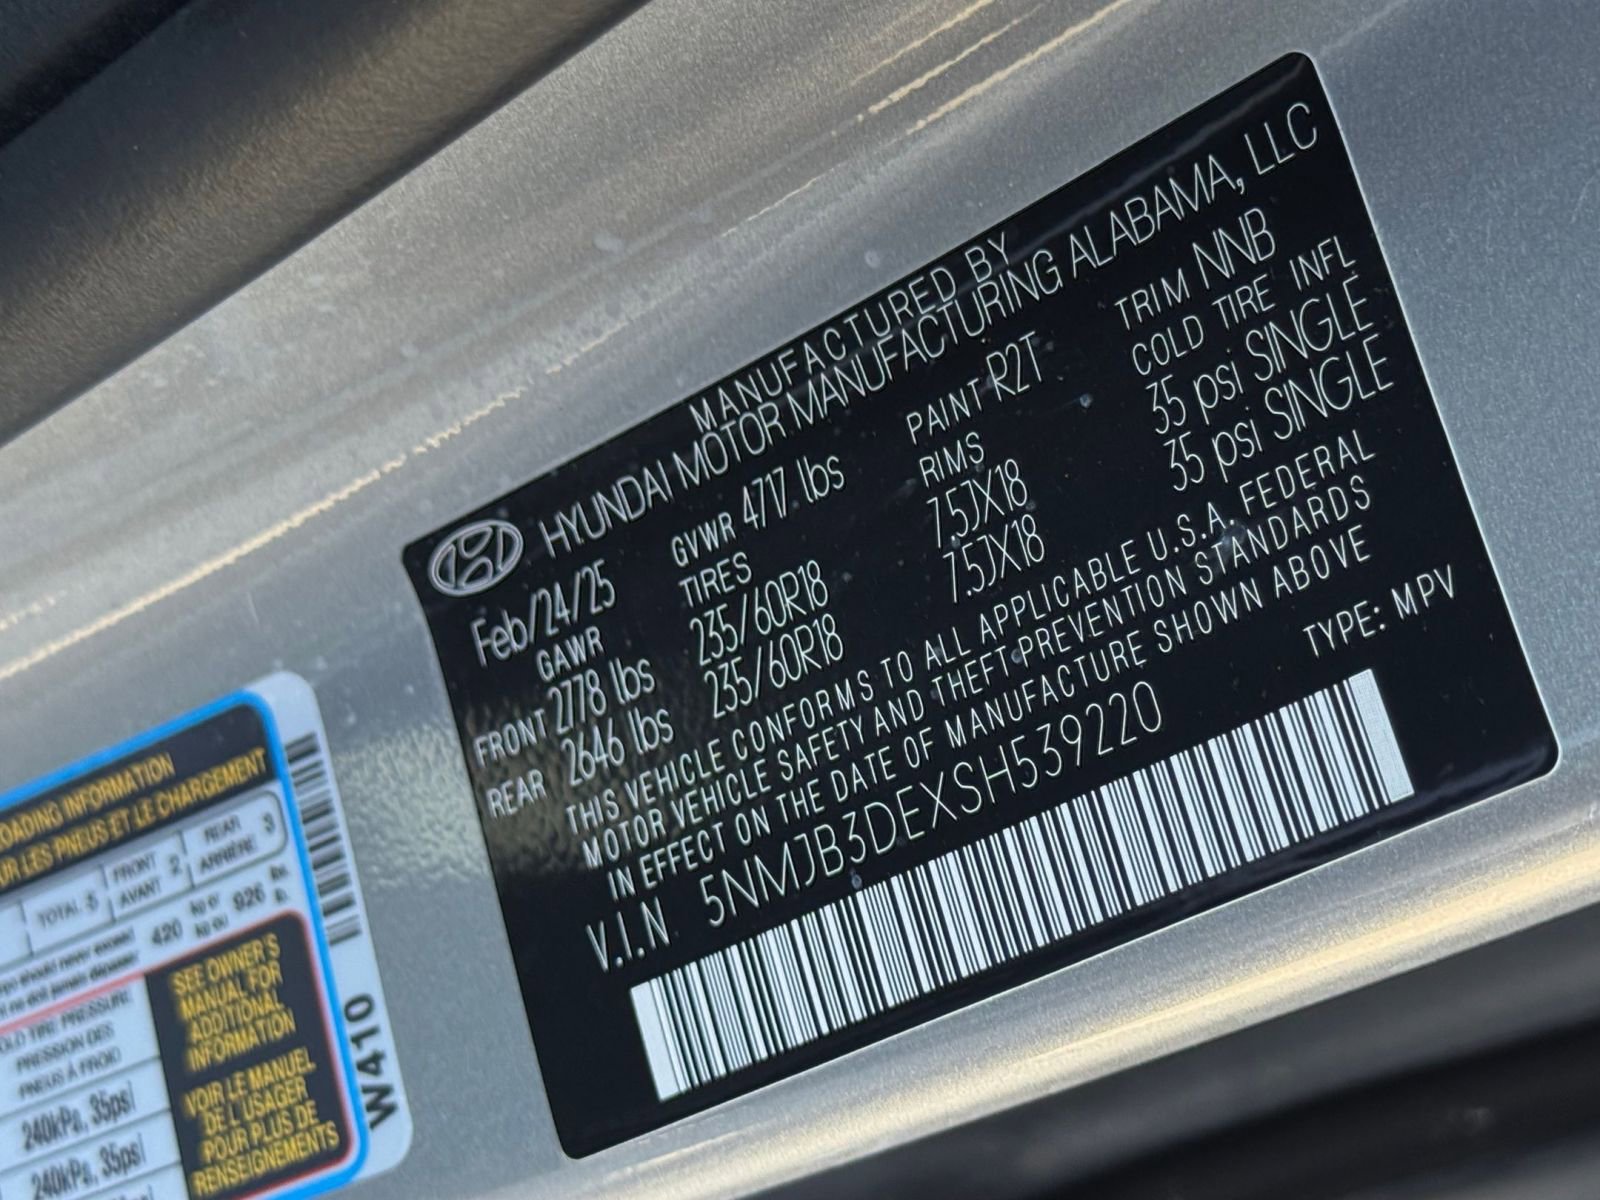 MANUFACTURED BY
HYUNDAI MOTOR MANUFACTURING ALABAMA, LLC
Feb/24/25 GVWR 4717 lbs PAINT R2T TRIM NNB
GAWR TIRES RIMS COLD TIRE INFL
FRONT 2778 lbs 235/60R18 7.5JX18 35 psi SINGLE
REAR 2646 lbs 235/60R18 7.5JX18 35 psi SINGLE
THIS VEHICLE CONFORMS TO ALL APPLICABLE U.S.A. FEDERAL
MOTOR VEHICLE SAFETY AND THEFT PREVENTION STANDARDS
IN EFFECT ON THE DATE OF MANUFACTURE SHOWN ABOVE
V.I.N 5NMJB3DEXSH539220 TYPE: MPV
LOADING INFORMATION
LES PNEUS ET LE CHARGEMENT
TOTAL 5 FRONT AVANT 2 REAR ARRIÈRE 3
should never exceed 420 kg or 926
TIRE PRESSURE
PRESSION DES
PNEUS À FROID
240kPa, 35psi
240kPa, 35psi
SEE OWNER'S
MANUAL FOR
ADDITIONAL
INFORMATION
VOIR LE MANUEL
DE L'USAGER
POUR PLUS DE
RENSEIGNEMENTS
W410